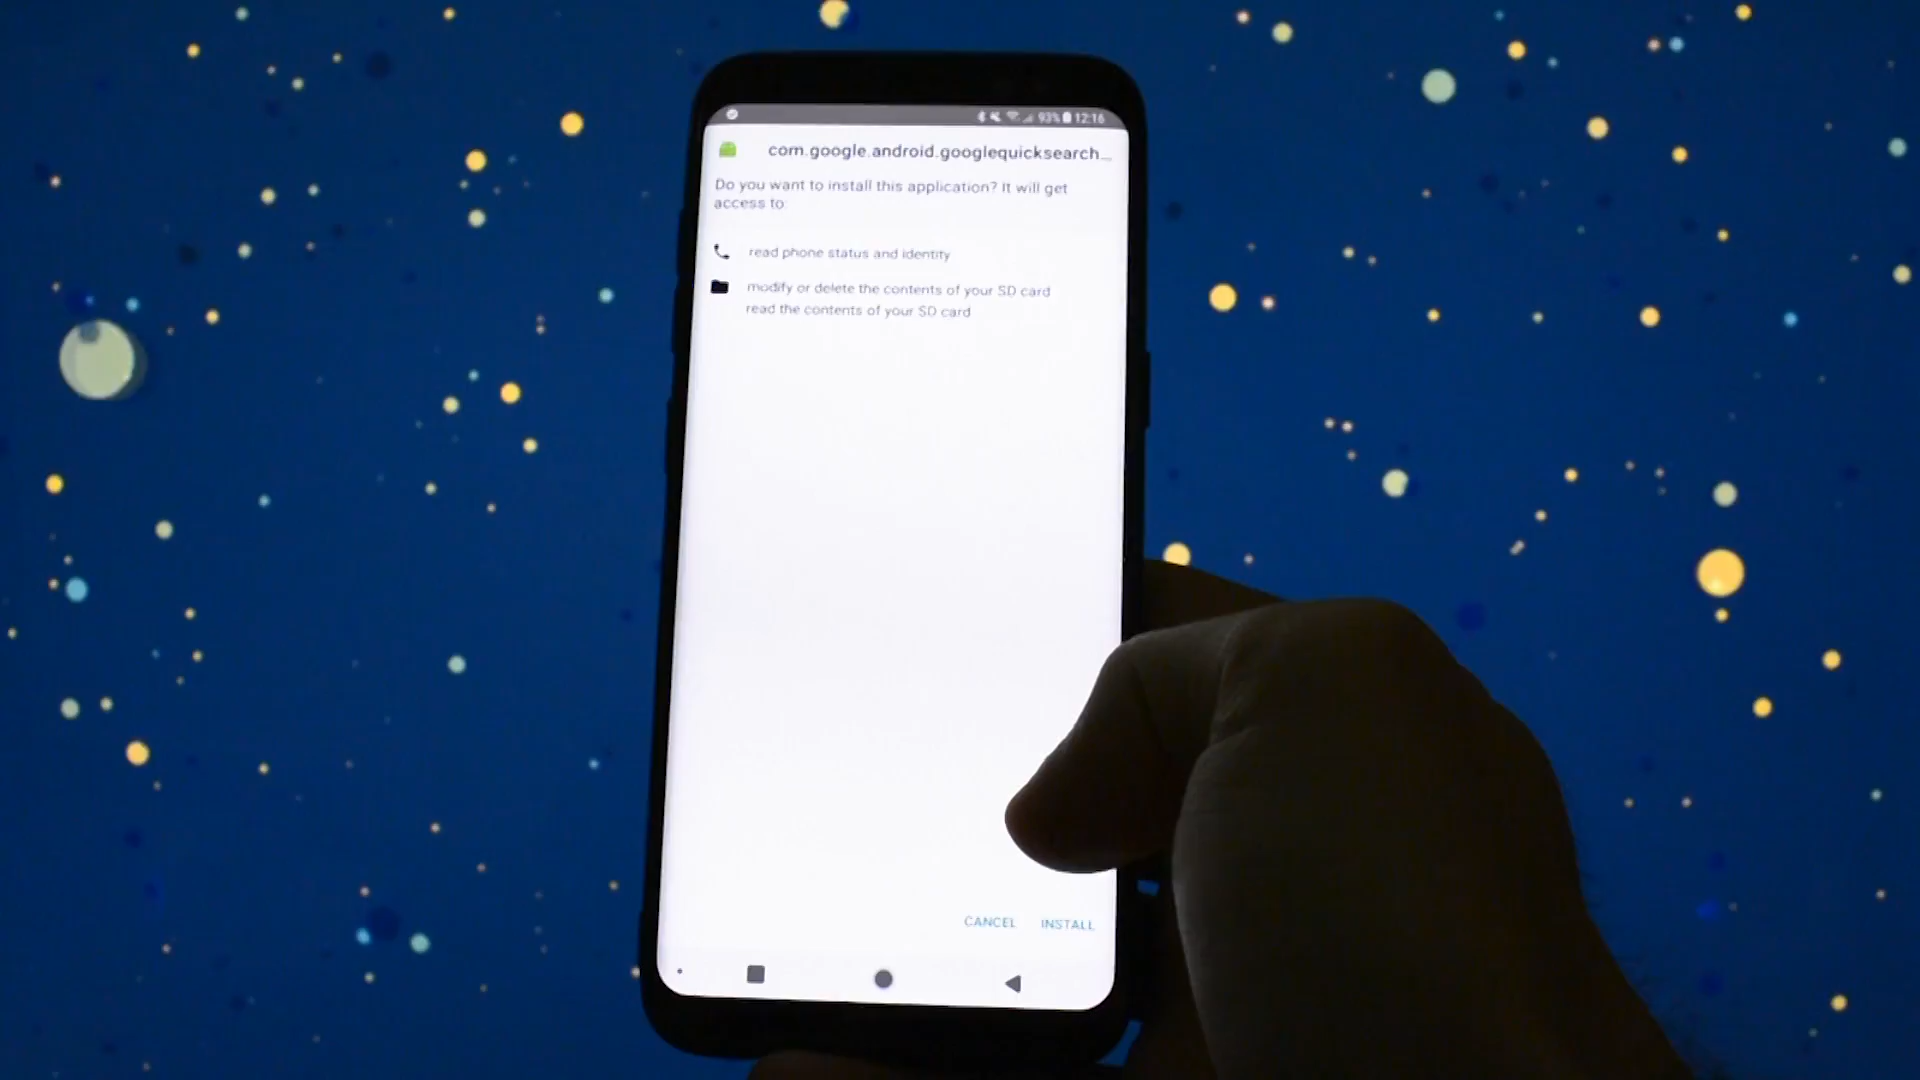 93% 12:16
com.google.android.googlequicksearch...
Do you want to install this application? It will get
access to:
read phone status and identity
modify or delete the contents of your SD card
read the contents of your SD card
CANCEL INSTALL